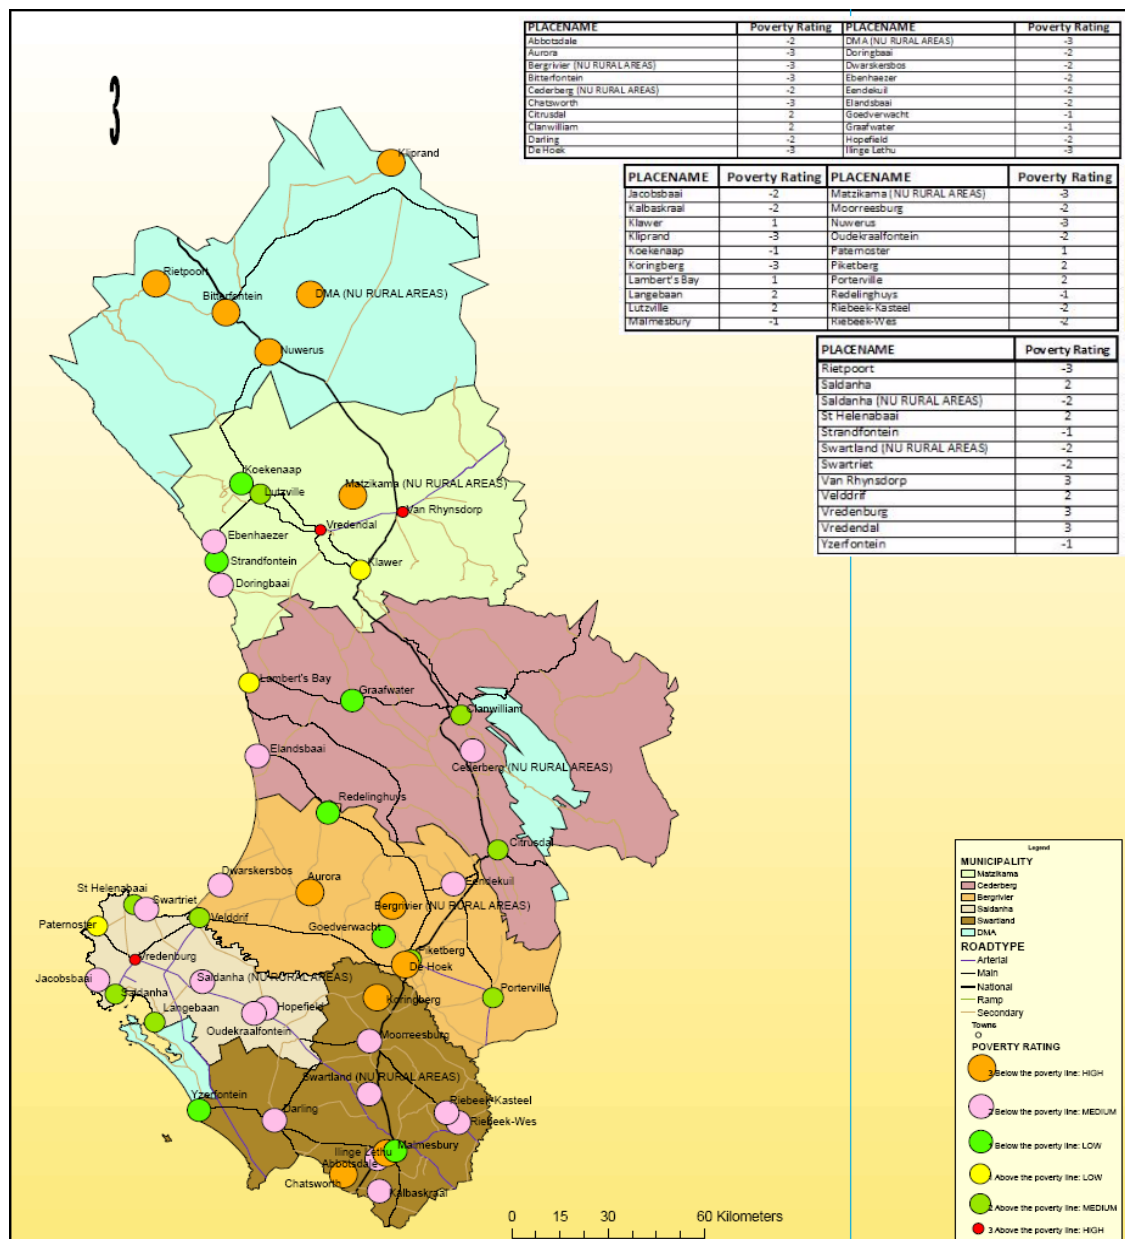 PLACENAME Poverty Rating PLACENAME Poverty Rating
Abbotsdale -2 DMA (NU RURAL AREAS) -3
Aurora -3 Doringbaai -2
Bergrivier (NU RURAL AREAS) -3 Dwarskersbos -2
Bitterfontein -3 Ebenhaezer -2
Cederberg (NU RURAL AREAS) -2 Eendekuil -2
Chatsworth -3 Elandsbaai -2
Citrusdal 2 Goedverwacht -1
Clanwilliam 2 Graafwater -1
Darling -2 Hopefield -2
De Hoek -3 Ilinge Lethu -3
3
PLACENAME Poverty Rating PLACENAME Poverty Rating
Jacobsbaai -2 Matzikama (NU RURAL AREAS) -3
Kalbaskraal -2 Moorreesburg -2
Klawer 1 Nuwerus -3
Kliprand -3 Oudekraalfontein -2
Koekenaap -1 Paternoster 1
Koringberg -3 Piketberg 2
Lambert's Bay 1 Porterville 2
Langebaan 2 Redelinghuys -1
Lutzville 2 Riebeek-Kasteel -2
Malmesbury -1 Riebeek-Wes -2
PLACENAME Poverty Rating
Rietpoort -3
Saldanha 2
Saldanha (NU RURAL AREAS) -2
St Helenabaai 2
Strandfontein -1
Swartland (NU RURAL AREAS) -2
Swartriet -2
Van Rhynsdorp 3
Velddrif 2
Vredenburg 3
Vredendal 3
Yzerfontein -1
Kliprand
Rietpoort
Bitterfontein
DMA (NU RURAL AREAS)
Nuwerus
Koekenaap
Lutzville
Matzikama (NU RURAL AREAS)
Van Rhynsdorp
Vredendal
Ebenhaezer
Strandfontein
Klawer
Doringbaai
Lambert's Bay
Graafwater
Clanwilliam
Elandsbaai
Cederberg (NU RURAL AREAS)
Redelinghuys
Citrusdal
Dwarskersbos
Aurora
Eendekuil
St Helenabaai
Swartriet
Bergrivier (NU RURAL AREAS)
Velddrif
Paternoster
Goedverwacht
Piketberg
Vredenburg
De Hoek
Jacobsbaai
Saldanha (NU RURAL AREAS)
Saldanha
Porterville
Koringberg
Hopefield
Langebaan
Oudekraalfontein
Moorreesburg
Swartland (NU RURAL AREAS)
Yzerfontein
Riebeek-Kasteel
Darling
Riebeek-Wes
Malmesbury
Ilinge Lethu
Abbotsdale
Chatsworth
Kalbaskraal
0 15 30 60 Kilometers
Legend
MUNICIPALITY
Matzikama
Cederberg
Bergrivier
Saldanha
Swartland
DMA
ROADTYPE
Arterial
Main
National
Ramp
Secondary
Towns
POVERTY RATING
3 Below the poverty line: HIGH
2 Below the poverty line: MEDIUM
1 Below the poverty line: LOW
1 Above the poverty line: LOW
2 Above the poverty line: MEDIUM
3 Above the poverty line: HIGH